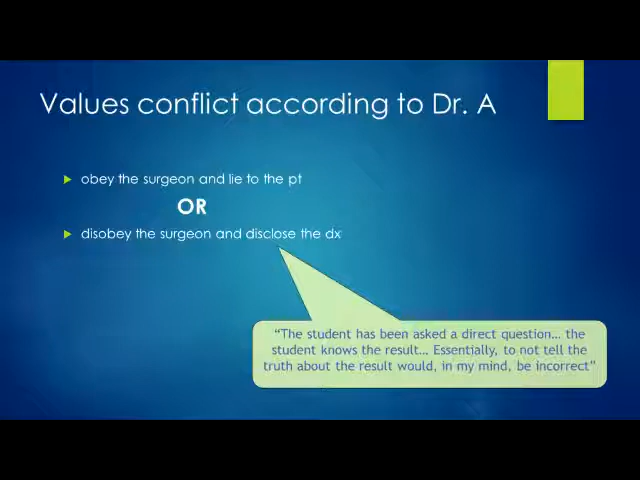 Values conflict according to Dr. A
obey the surgeon and lie to the pt
OR
disobey the surgeon and disclose the dx
“The student has been asked a direct question… the
student knows the result… Essentially, to not tell the
truth about the result would, in my mind, be incorrect”